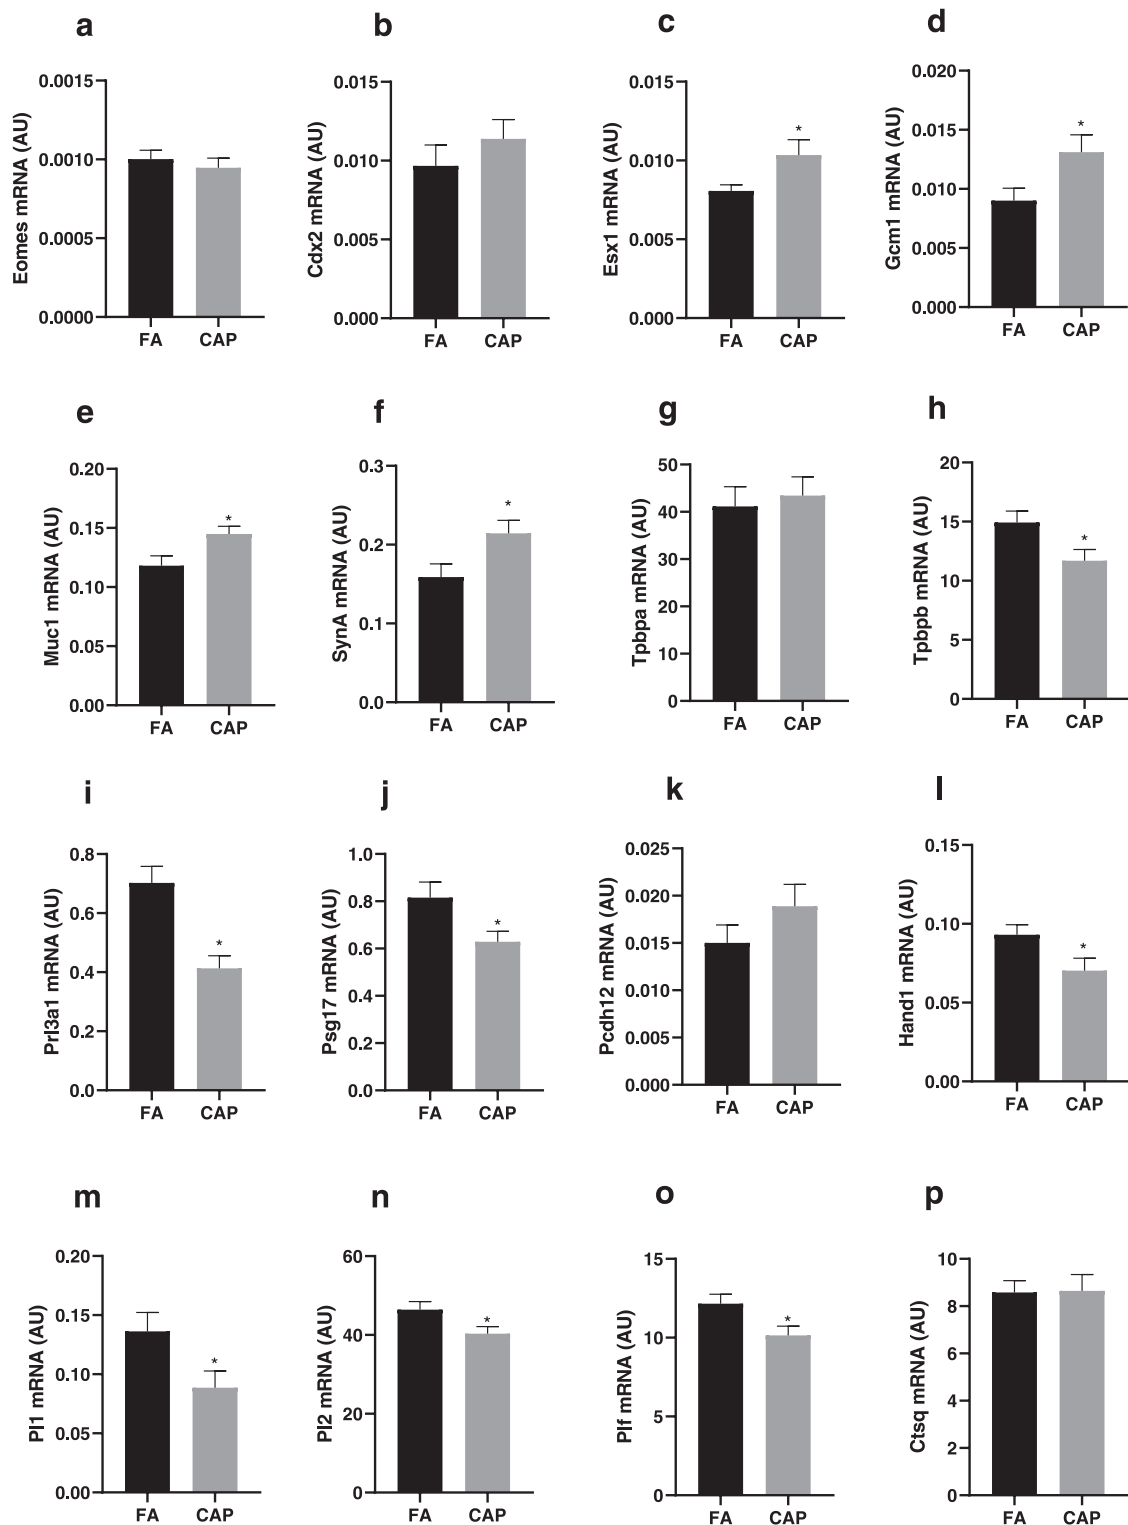 a
Eomes mRNA (AU)
0.0015
0.0010
0.0005
0.0000
FA CAP
b
Cdx2 mRNA (AU)
0.015
0.010
0.005
0.000
FA CAP
c
Esx1 mRNA (AU)
0.015
0.010
0.005
0.000
*
FA CAP
d
Gcm1 mRNA (AU)
0.020
0.015
0.010
0.005
0.000
*
FA CAP
e
Muc1 mRNA (AU)
0.20
0.15
0.10
0.05
0.00
*
FA CAP
f
SynA mRNA (AU)
0.3
0.2
0.1
0.0
*
FA CAP
g
Tpbpa mRNA (AU)
50
40
30
20
10
0
FA CAP
h
Tpbpb mRNA (AU)
20
15
10
5
0
*
FA CAP
i
Prl3a1 mRNA (AU)
0.8
0.6
0.4
0.2
0.0
*
FA CAP
j
Psg17 mRNA (AU)
1.0
0.8
0.6
0.4
0.2
0.0
*
FA CAP
k
Pcdh12 mRNA (AU)
0.025
0.020
0.015
0.010
0.005
0.000
FA CAP
l
Hand1 mRNA (AU)
0.15
0.10
0.05
0.00
*
FA CAP
m
Pl1 mRNA (AU)
0.20
0.15
0.10
0.05
0.00
*
FA CAP
n
Pl2 mRNA (AU)
60
40
20
0
*
FA CAP
o
Plf mRNA (AU)
15
10
5
0
*
FA CAP
p
Ctsq mRNA (AU)
10
8
6
4
2
0
FA CAP